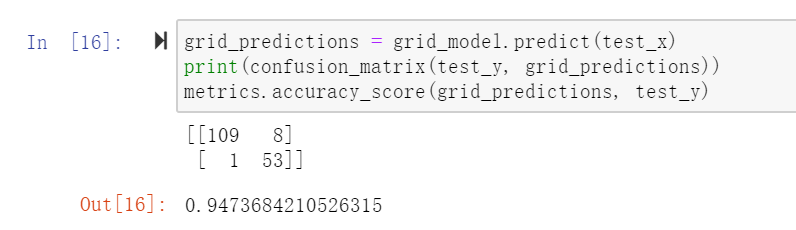 In [16]: grid_predictions = grid_model.predict(test_x)
print(confusion_matrix(test_y, grid_predictions))
metrics.accuracy_score(grid_predictions, test_y)
[[109   8]
 [  1  53]]
Out[16]: 0.9473684210526315